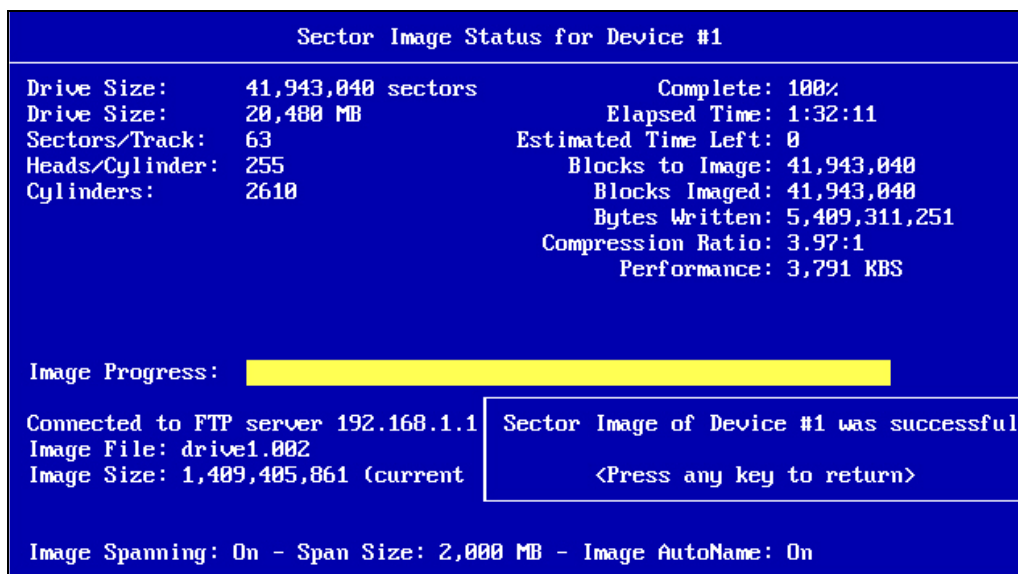 Sector Image Status for Device #1
Drive Size: 41,943,040 sectors
Drive Size: 20,480 MB
Sectors/Track: 63
Heads/Cylinder: 255
Cylinders: 2610
Complete: 100%
Elapsed Time: 1:32:11
Estimated Time Left: 0
Blocks to Image: 41,943,040
Blocks Imaged: 41,943,040
Bytes Written: 5,409,311,251
Compression Ratio: 3.97:1
Performance: 3,791 KBS
Image Progress:
Connected to FTP server 192.168.1.1
Image File: drive1.002
Image Size: 1,409,405,861 (current
Sector Image of Device #1 was successful
<Press any key to return>
Image Spanning: On - Span Size: 2,000 MB - Image AutoName: On